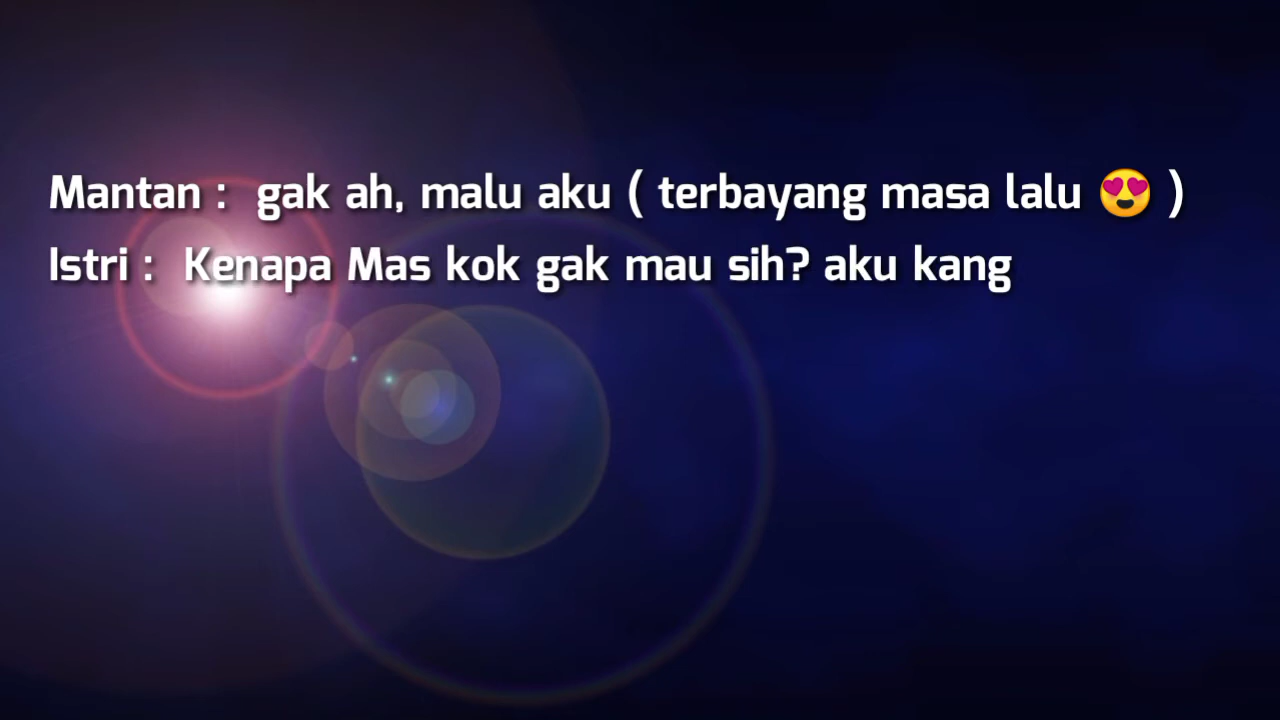 Mantan : gak ah, malu aku ( terbayang masa lalu 😍 )
Istri : Kenapa Mas kok gak mau sih? aku kang